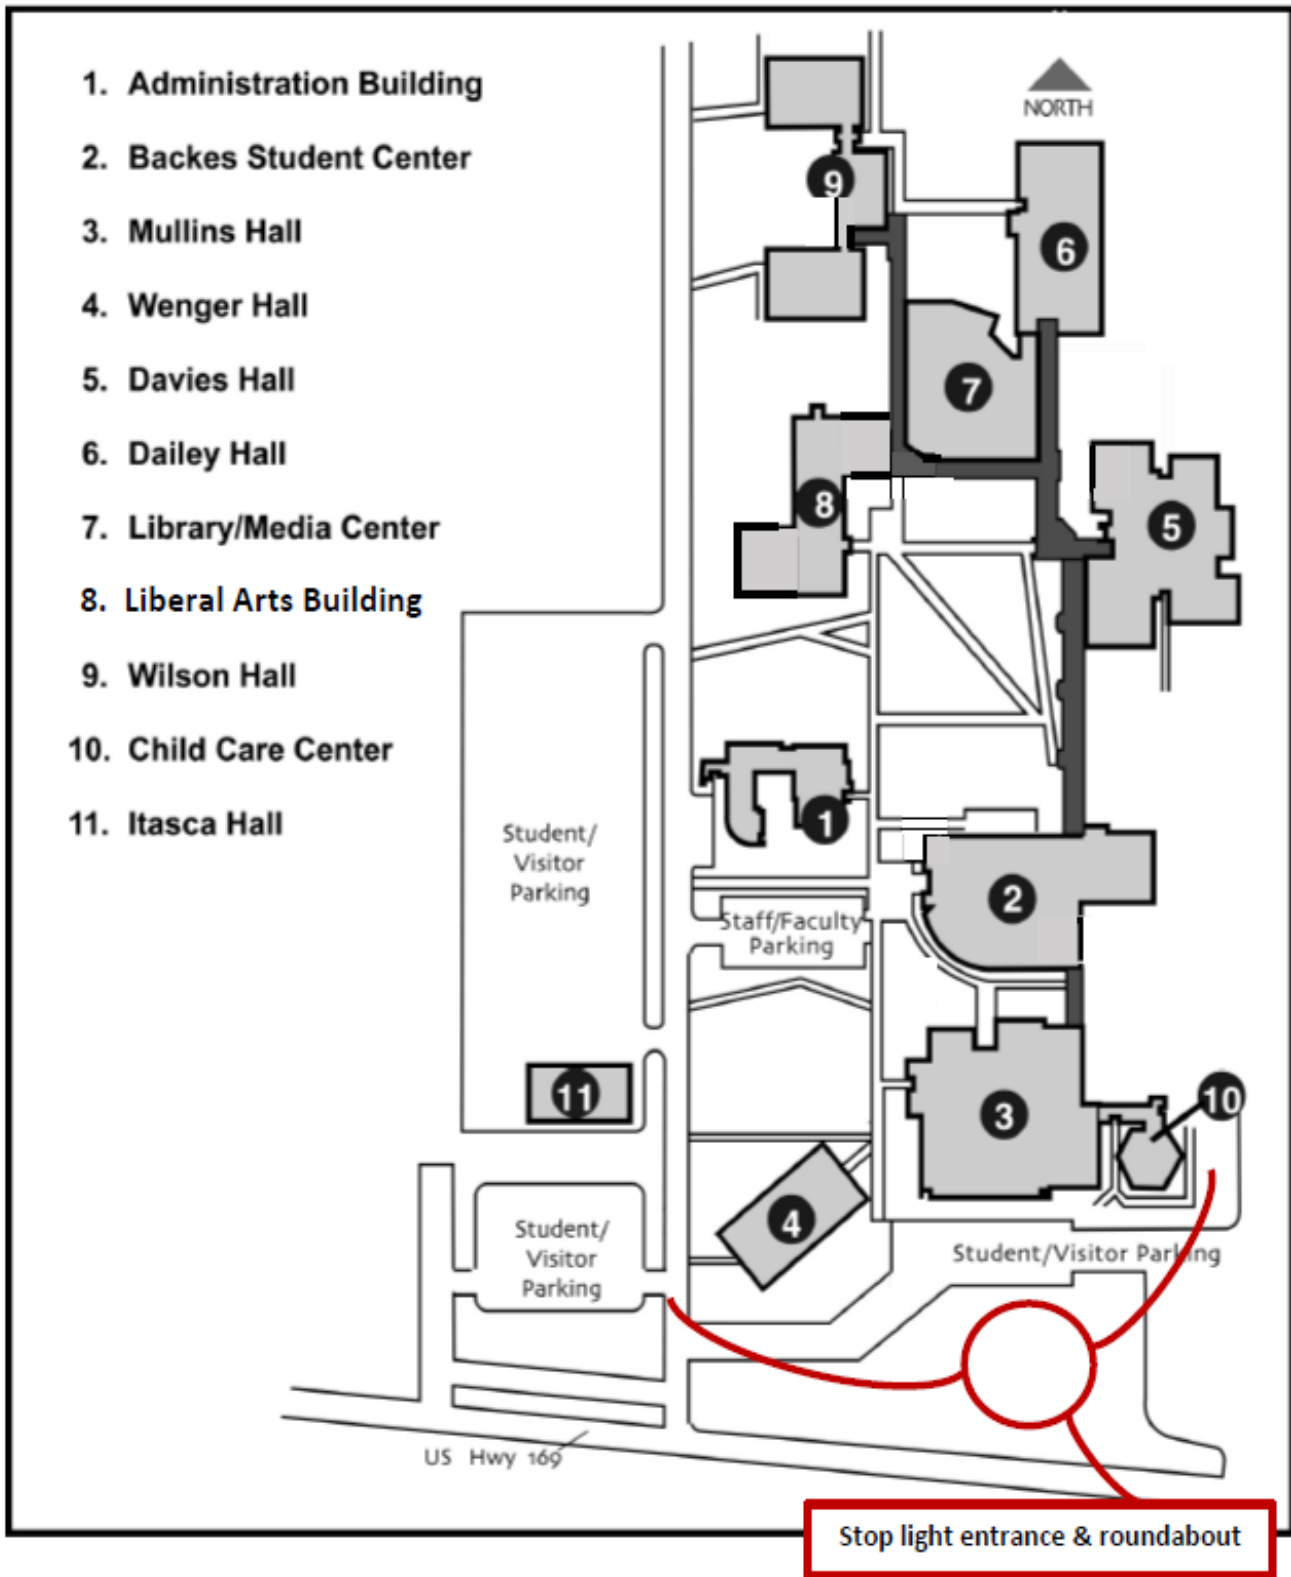 1. Administration Building
2. Backes Student Center
3. Mullins Hall
4. Wenger Hall
5. Davies Hall
6. Dailey Hall
7. Library/Media Center
8. Liberal Arts Building
9. Wilson Hall
10. Child Care Center
11. Itasca Hall
NORTH
9
6
7
8
5
1
2
Student/
Visitor
Parking
Staff/Faculty
Parking
11
3
10
4
Student/
Visitor
Parking
Student/Visitor Parking
US Hwy 169
Stop light entrance & roundabout